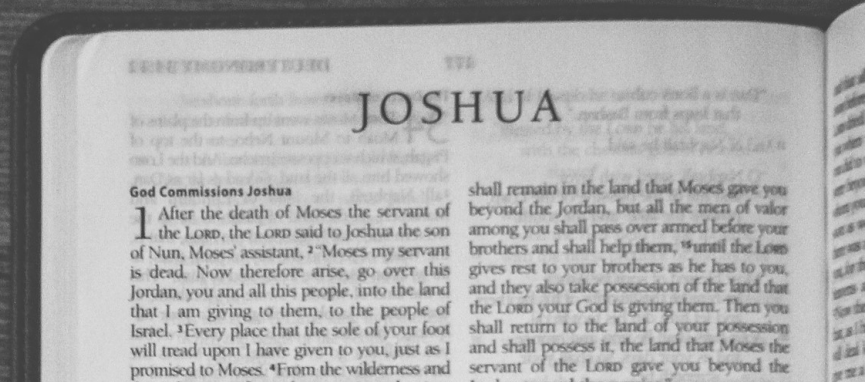 JOSHUA
God Commissions Joshua
1 After the death of Moses the servant of
the LORD, the LORD said to Joshua the son
of Nun, Moses' assistant, 2 "Moses my servant
is dead. Now therefore arise, go over this
Jordan, you and all this people, into the land
that I am giving to them, to the people of
Israel. 3 Every place that the sole of your foot
will tread upon I have given to you, just as I
promised to Moses. 4 From the wilderness and
shall remain in the land that Moses gave you
beyond the Jordan, but all the men of valor
among you shall pass over armed before your
brothers and shall help them, 15 until the LORD
gives rest to your brothers as he has to you,
and they also take possession of the land that
the LORD your God is giving them. Then you
shall return to the land of your possession
and shall possess it, the land that Moses the
servant of the LORD gave you beyond the